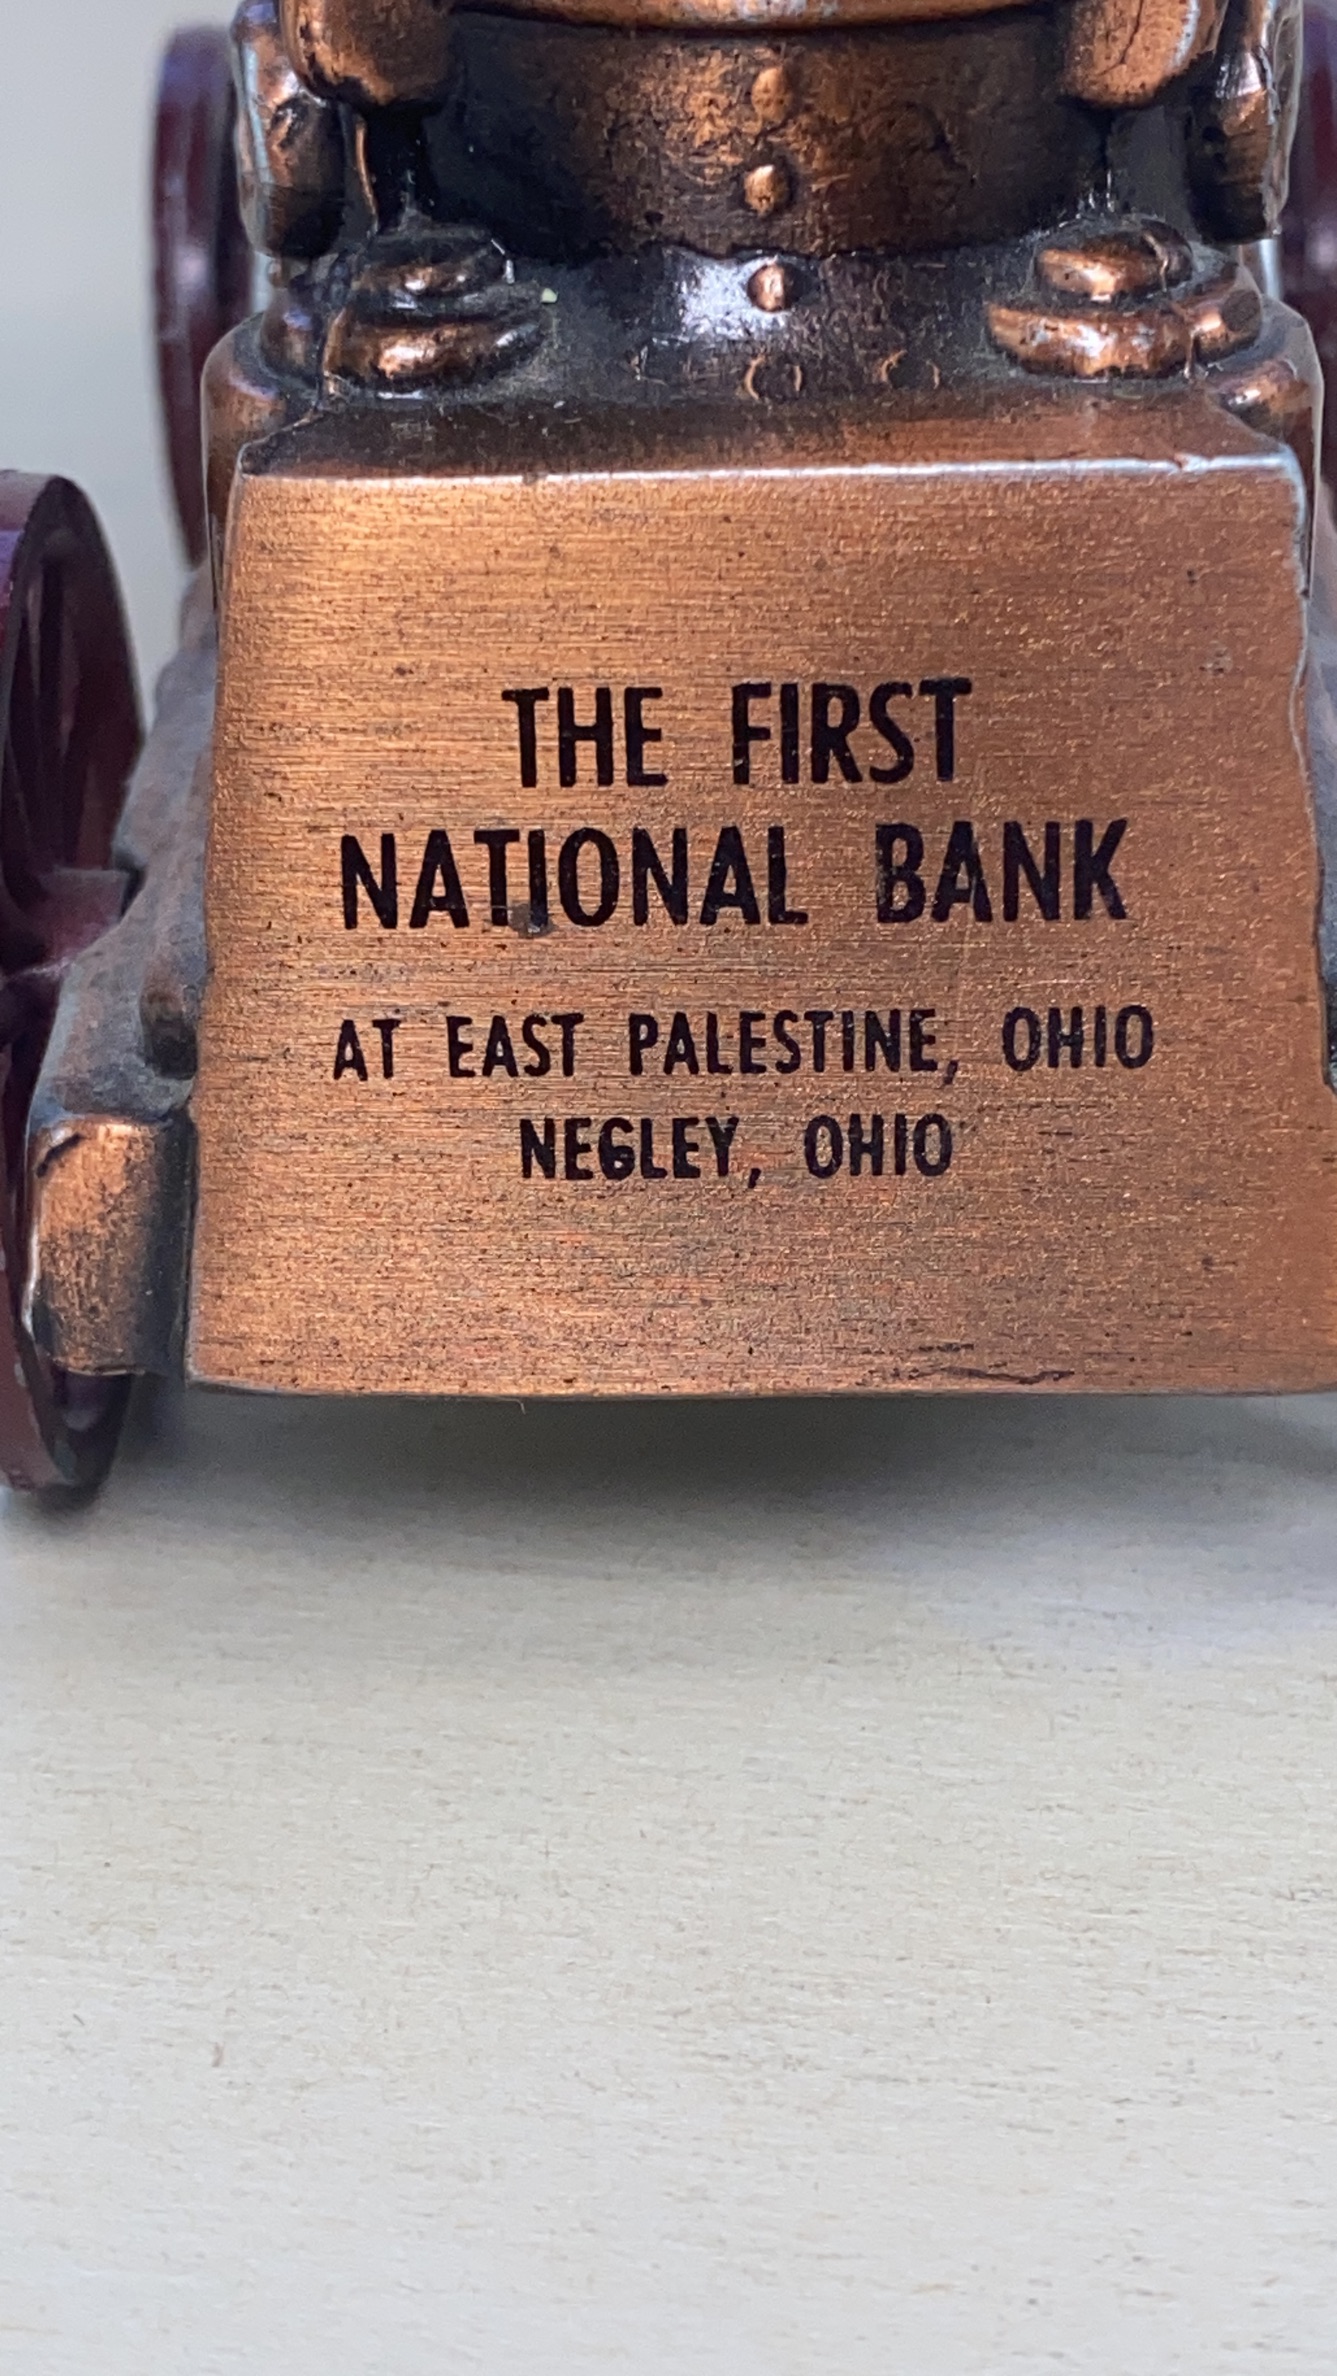 THE FIRST
NATIONAL BANK
AT EAST PALESTINE, OHIO
NEGLEY, OHIO